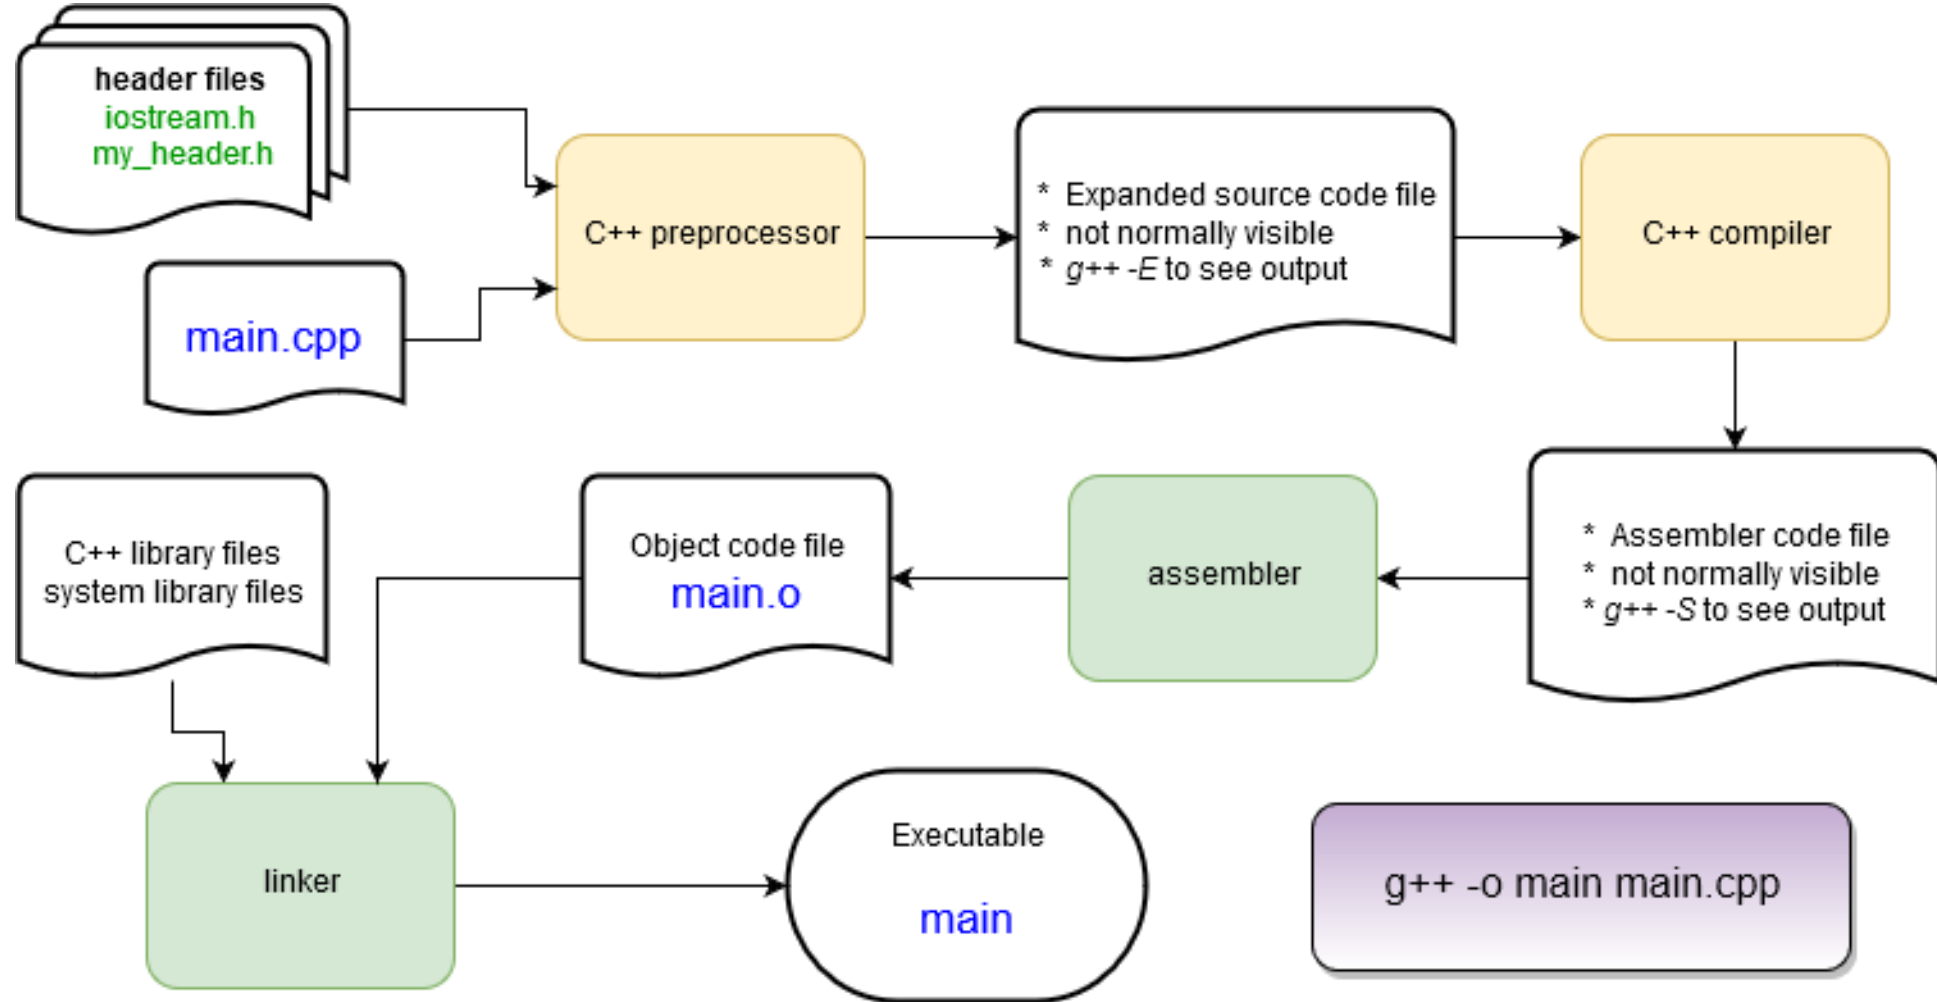 header files
iostream.h
my_header.h
main.cpp
C++ preprocessor
* Expanded source code file
* not normally visible
* g++ -E to see output
C++ compiler
* Assembler code file
* not normally visible
* g++ -S to see output
assembler
Object code file
main.o
C++ library files
system library files
linker
Executable
main
g++ -o main main.cpp